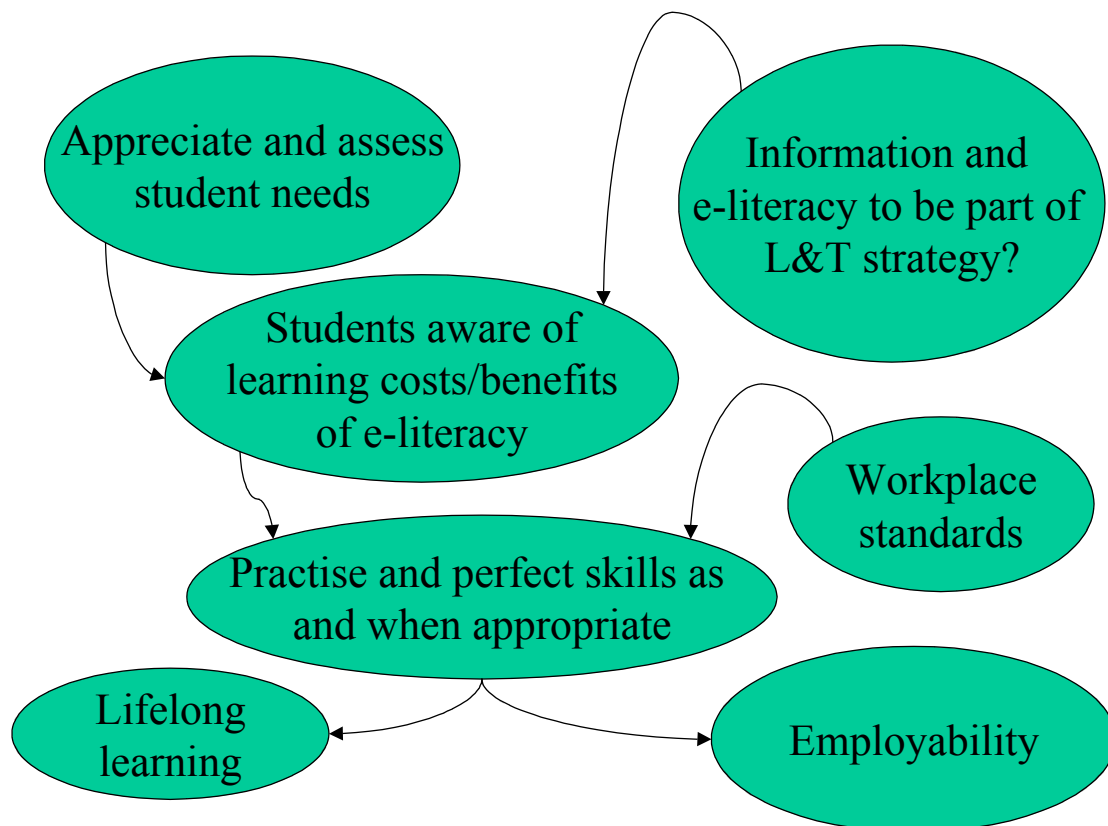 Appreciate and assess
student needs
Information and
e-literacy to be part of
L&T strategy?
Students aware of
learning costs/benefits
of e-literacy
Workplace
standards
Practise and perfect skills as
and when appropriate
Lifelong
learning
Employability